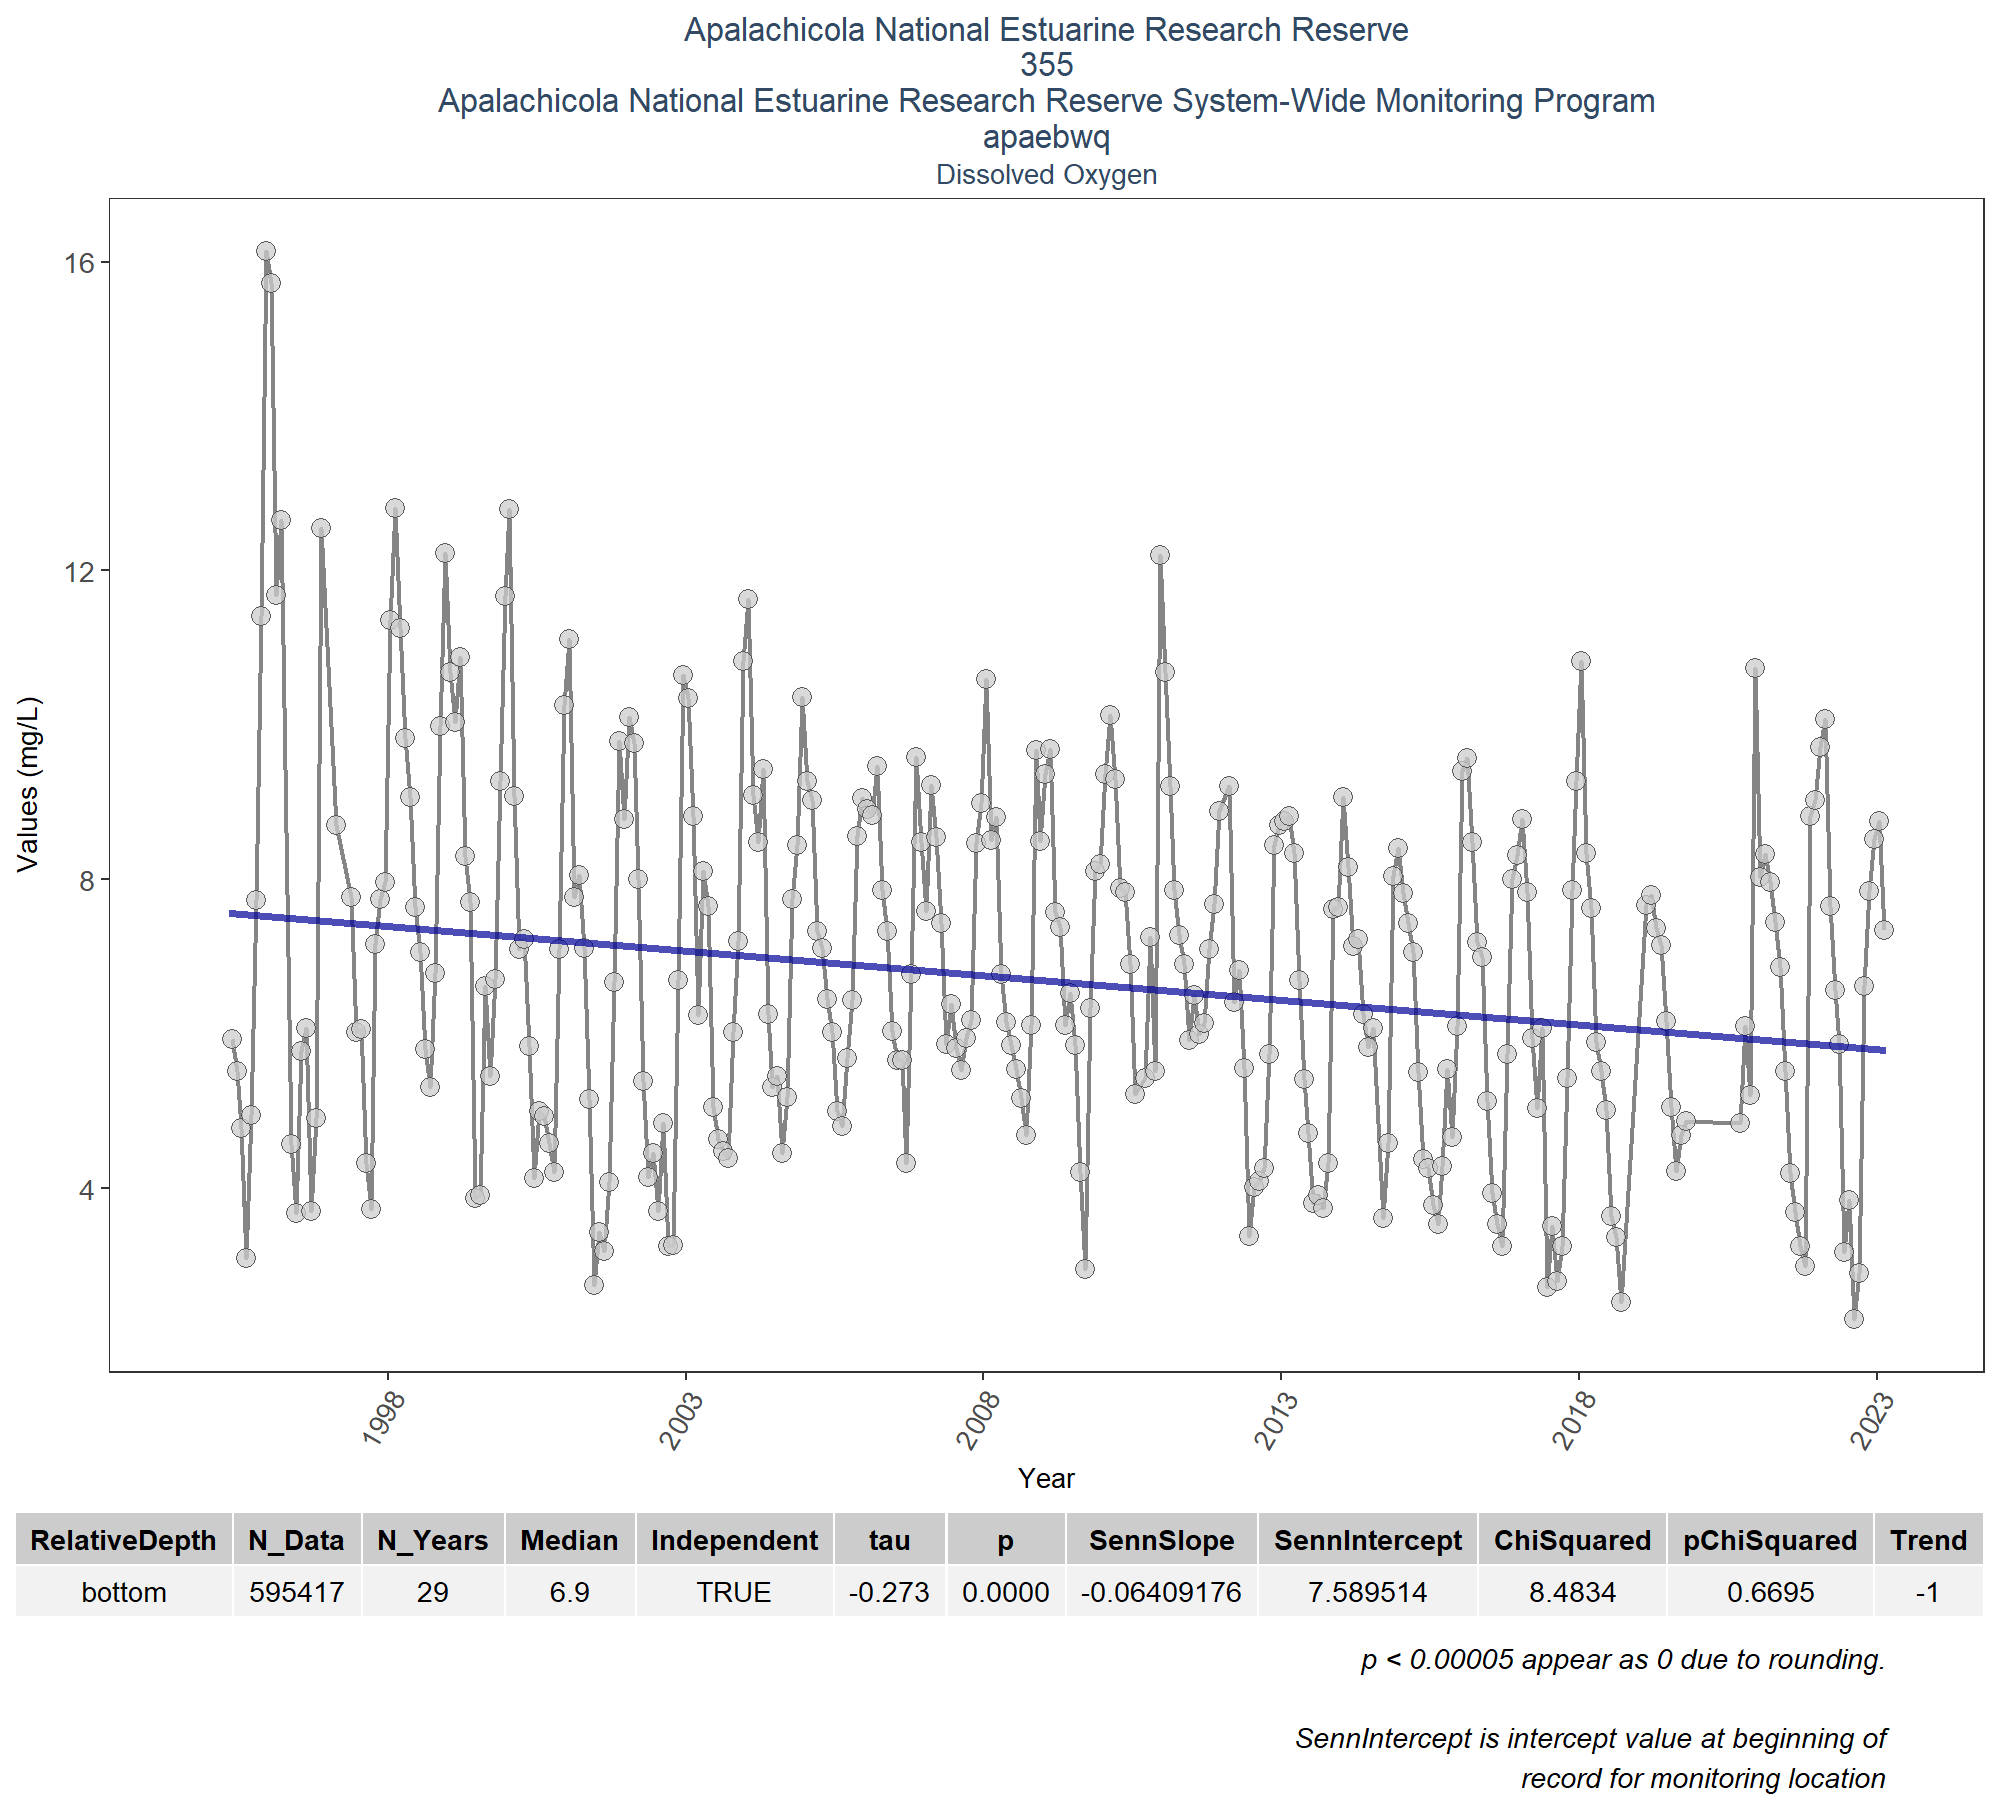 Apalachicola National Estuarine Research Reserve
355
Apalachicola National Estuarine Research Reserve System-Wide Monitoring Program
apaebwq
Dissolved Oxygen
16
12
8
4
Values (mg/L)
1998 2003 2008 2013 2018 2023
Year
RelativeDepth N_Data N_Years Median Independent tau p SennSlope SennIntercept ChiSquared pChiSquared Trend
bottom 595417 29 6.9 TRUE -0.273 0.0000 -0.06409176 7.589514 8.4834 0.6695 -1
p < 0.00005 appear as 0 due to rounding.
SennIntercept is intercept value at beginning of
record for monitoring location